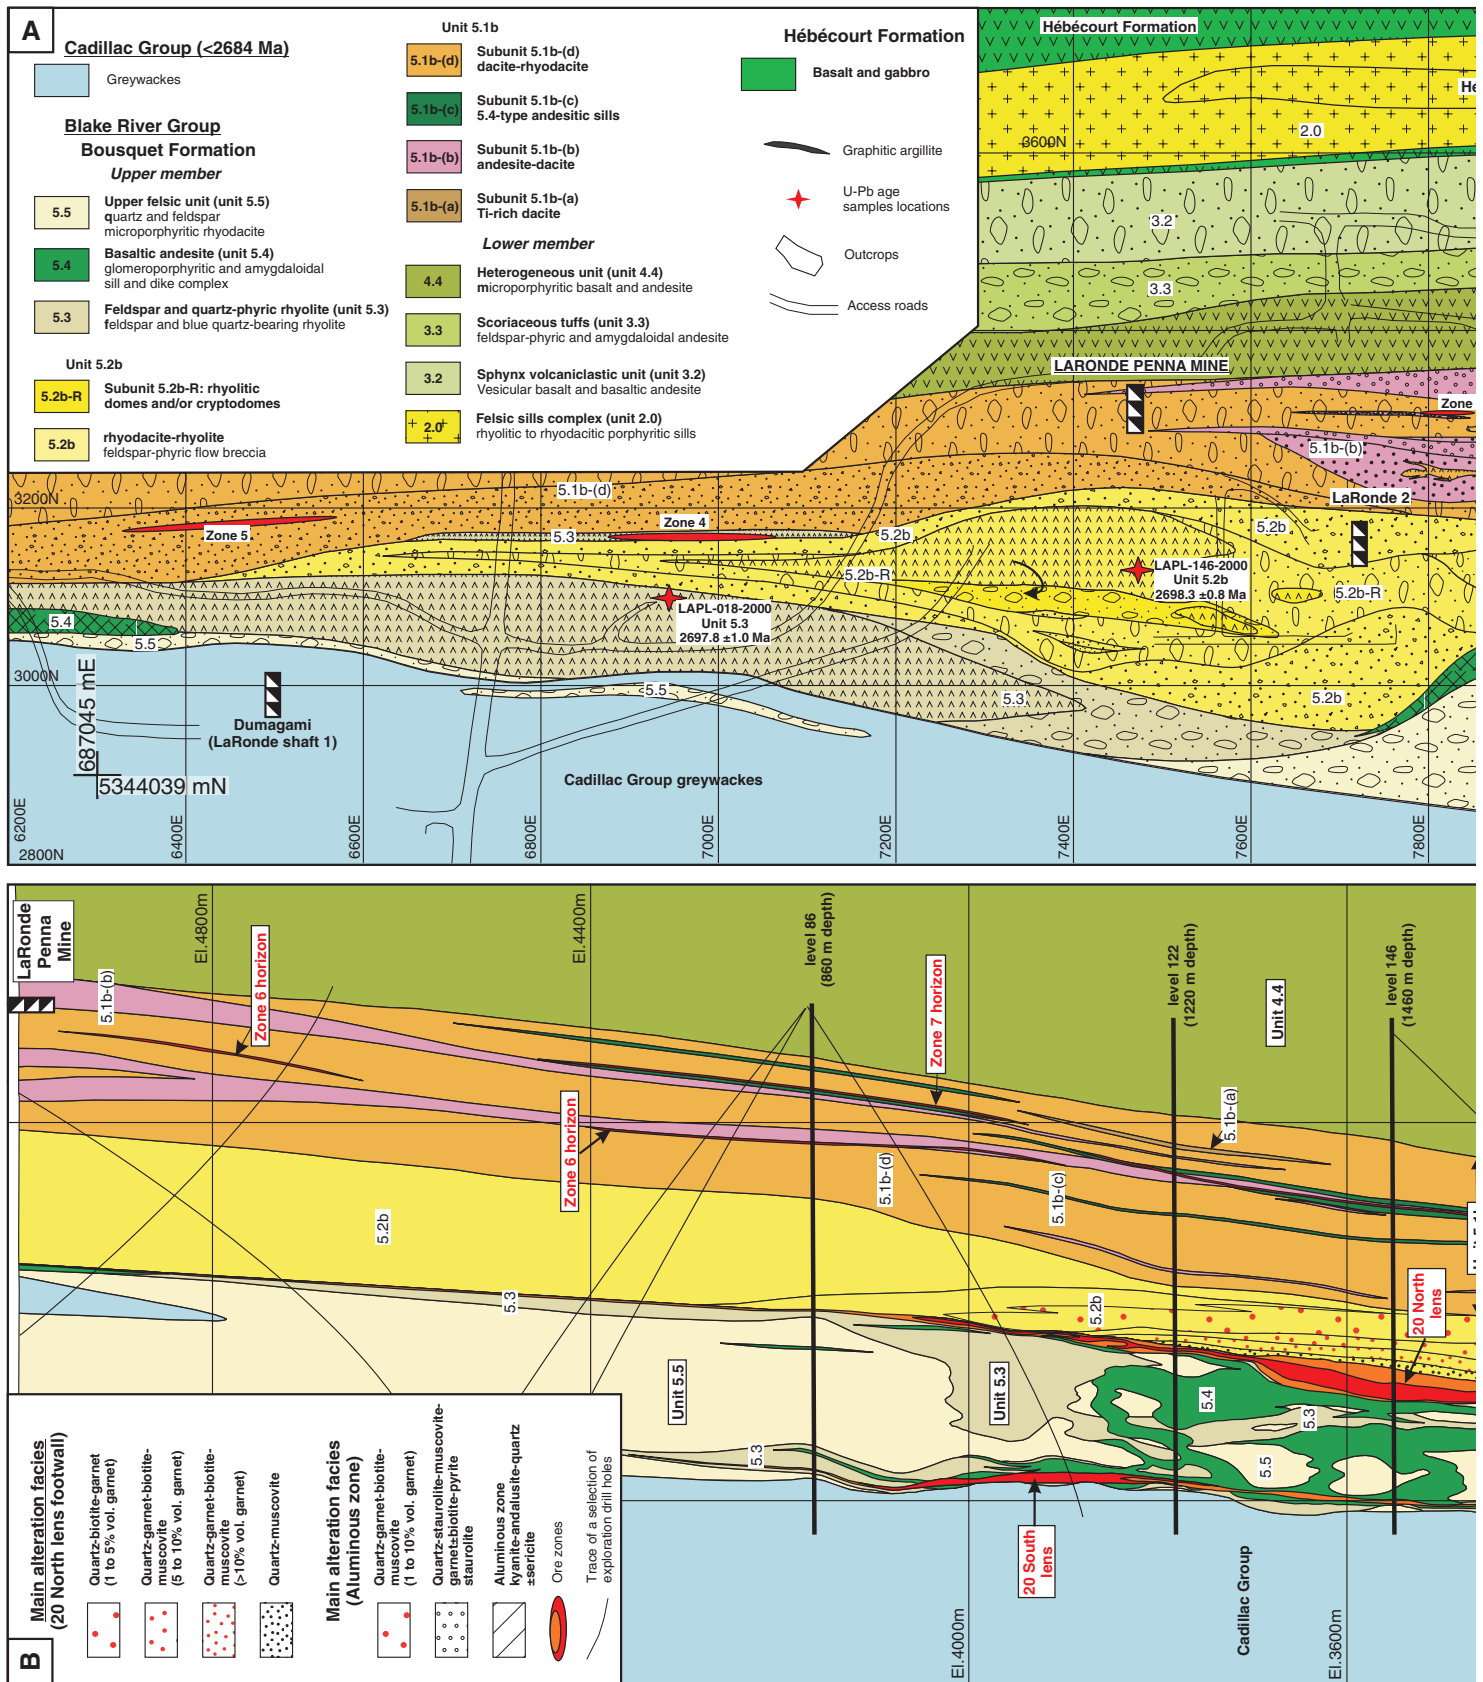 A
Cadillac Group (<2684 Ma)
Greywackes
Blake River Group
Bousquet Formation
Upper member
5.5
Upper felsic unit (unit 5.5)
quartz and feldspar
microporphyritic rhyodacite
5.4
Basaltic andesite (unit 5.4)
glomeroporphyritic and amygdaloidal
sill and dike complex
5.3
Feldspar and quartz-phyric rhyolite (unit 5.3)
feldspar and blue quartz-bearing rhyolite
Unit 5.2b
5.2b-R
Subunit 5.2b-R: rhyolitic
domes and/or cryptodomes
5.2b
rhyodacite-rhyolite
feldspar-phyric flow breccia
Unit 5.1b
5.1b-(d)
Subunit 5.1b-(d)
dacite-rhyodacite
5.1b-(c)
Subunit 5.1b-(c)
5.4-type andesitic sills
5.1b-(b)
Subunit 5.1b-(b)
andesite-dacite
5.1b-(a)
Subunit 5.1b-(a)
Ti-rich dacite
Lower member
4.4
Heterogeneous unit (unit 4.4)
microporphyritic basalt and andesite
3.3
Scoriaceous tuffs (unit 3.3)
feldspar-phyric and amygdaloidal andesite
3.2
Sphynx volcaniclastic unit (unit 3.2)
Vesicular basalt and basaltic andesite
2.0
Felsic sills complex (unit 2.0)
rhyolitic to rhyodacitic porphyritic sills
Hébécourt Formation
Basalt and gabbro
Graphitic argillite
U-Pb age
samples locations
Outcrops
Access roads
Hébécourt Formation
Hé
2.0
3600N
3.2
3.3
LARONDE PENNA MINE
Zone
5.1b-(b)
LaRonde 2
3200N
5.1b-(d)
Zone 5
Zone 4
5.3
5.2b
5.2b
5.2b-R
LAPL-146-2000
Unit 5.2b
2698.3 ±0.8 Ma
5.2b-R
LAPL-018-2000
Unit 5.3
2697.8 ±1.0 Ma
5.4
5.5
3000N
5.5
5.3
5.2b
687045 mE
Dumagami
(LaRonde shaft 1)
5344039 mN
Cadillac Group greywackes
6200E
2800N
6400E
6600E
6800E
7000E
7200E
7400E
7600E
7800E
LaRonde
Penna
Mine
5.1b-(b)
El.4800m
Zone 6 horizon
El.4400m
level 86
(860 m depth)
Zone 7 horizon
level 122
(1220 m depth)
Unit 4.4
level 146
(1460 m depth)
Zone 6 horizon
5.1b-(a)
5.1b-(d)
5.1b-(c)
5.2b
5.3
5.2b
20 North
lens
Unit 5.5
Unit 5.3
5.4
5.3
5.3
5.5
20 South
lens
El.4000m
Cadillac Group
El.3600m
B
Main alteration facies
(20 North lens footwall)
Quartz-biotite-garnet
(1 to 5% vol. garnet)
Quartz-garnet-biotite-
muscovite
(5 to 10% vol. garnet)
Quartz-garnet-biotite-
muscovite
(>10% vol. garnet)
Quartz-muscovite
Main alteration facies
(Aluminous zone)
Quartz-garnet-biotite-
muscovite
(1 to 10% vol. garnet)
Quartz-staurolite-muscovite-
garnet±biotite-pyrite
staurolite
Aluminous zone
kyanite-andalusite-quartz
±sericite
Ore zones
Trace of a selection of
exploration drill holes